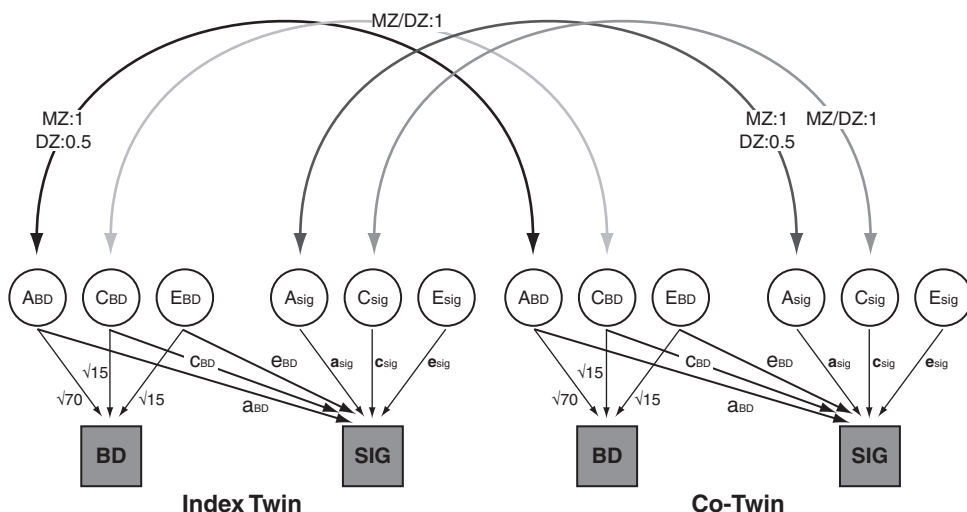 MZ/DZ:1
MZ:1
DZ:0.5
MZ:1
DZ:0.5
MZ/DZ:1
ABD CBD EBD Asig Csig Esig ABD CBD EBD Asig Csig Esig
√70 √15 √15 aBD cBD eBD asig csig esig √70 √15 √15 aBD cBD eBD asig csig esig
BD SIG BD SIG
Index Twin Co-Twin